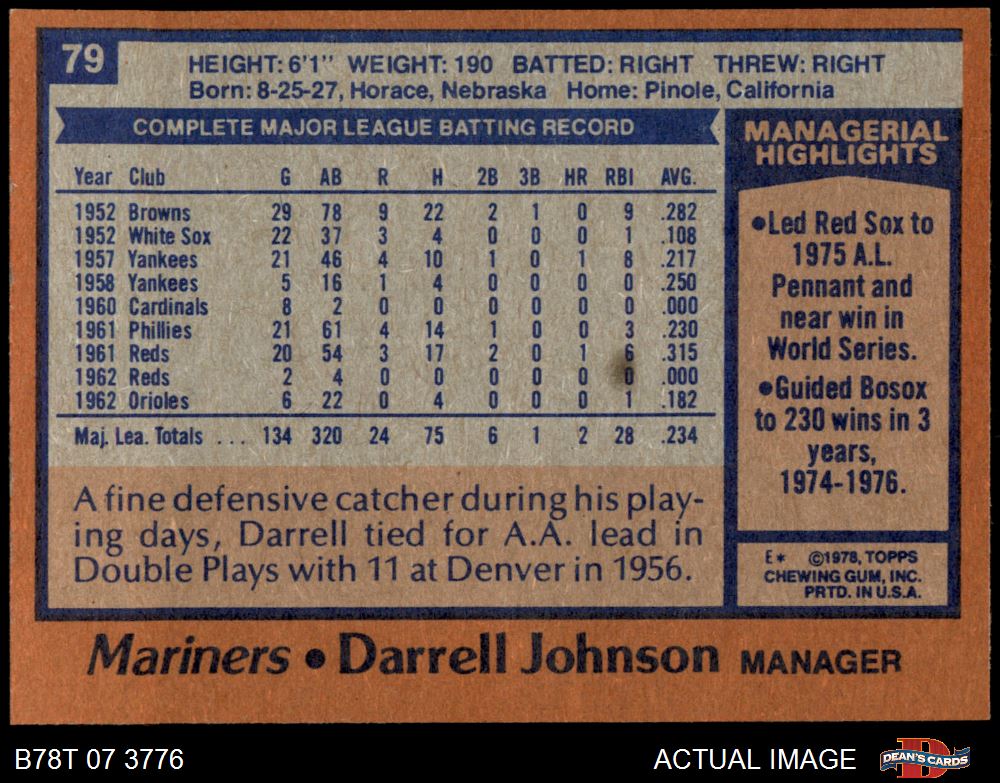 79
HEIGHT: 6'1" WEIGHT: 190 BATTED: RIGHT THREW: RIGHT
Born: 8-25-27, Horace, Nebraska Home: Pinole, California
COMPLETE MAJOR LEAGUE BATTING RECORD
Year Club G AB R H 2B 3B HR RBI AVG.
1952 Browns 29 78 9 22 2 1 0 9 .282
1952 White Sox 22 37 3 4 0 0 0 1 .108
1957 Yankees 21 46 4 10 1 0 1 8 .217
1958 Yankees 5 16 1 4 0 0 0 0 .250
1960 Cardinals 8 2 0 0 0 0 0 0 .000
1961 Phillies 21 61 4 14 1 0 0 3 .230
1961 Reds 20 54 3 17 2 0 1 6 .315
1962 Reds 2 4 0 0 0 0 0 0 .000
1962 Orioles 6 22 0 4 0 0 0 1 .182
Maj. Lea. Totals ... 134 320 24 75 6 1 2 28 .234
A fine defensive catcher during his play-
ing days, Darrell tied for A.A. lead in
Double Plays with 11 at Denver in 1956.
MANAGERIAL
HIGHLIGHTS
•Led Red Sox to
1975 A.L.
Pennant and
near win in
World Series.
•Guided Bosox
to 230 wins in 3
years,
1974-1976.
E* ©1978, TOPPS
CHEWING GUM, INC.
PRTD. IN U.S.A.
Mariners • Darrell Johnson MANAGER
B78T 07 3776
ACTUAL IMAGE
DEAN'S CARDS